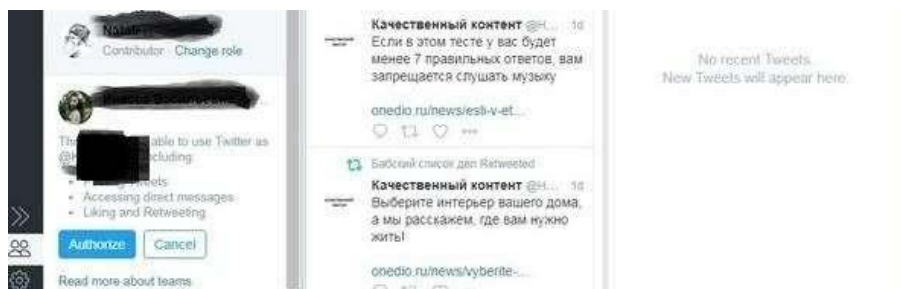 Contributor · Change role
able to use Twitter as
Tweets
• Accessing direct messages
• Liking and Retweeting
Authorize
Cancel
Read more about teams
Качественный контент @H... 1d
Если в этом тесте у вас будет
менее 7 правильных ответов, вам
запрещается слушать музыку
onedio.ru/news/esli-v-et...
Бабский список дел Retweeted
Качественный контент @H... 1d
Выберите интерьер вашего дома,
а мы расскажем, где вам нужно
жить!
onedio.ru/news/vyberite-...
No recent Tweets.
New Tweets will appear here.